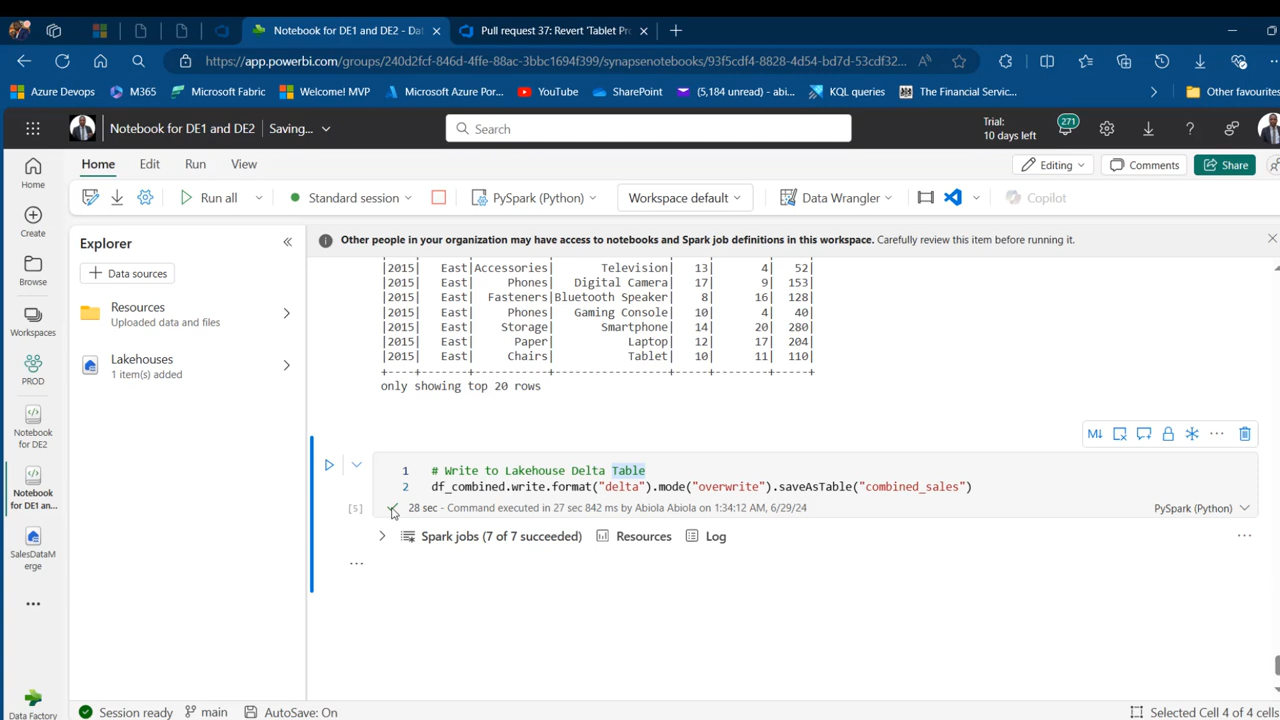 Notebook for DE1 and DE2 - Da
Pull request 37: Revert 'Tablet Pr
https://app.powerbi.com/groups/240d2fcf-846d-4ffe-88ac-3bbc1694f399/synapsenotebooks/93f5cdf4-8828-4d54-bd7d-53cdf32...
Azure Devops
M365
Microsoft Fabric
Welcome! MVP
Microsoft Azure Por...
YouTube
SharePoint
(5,184 unread) - abi...
KQL queries
The Financial Servic...
Other favourites
Notebook for DE1 and DE2
Saving...
Search
Trial:
10 days left
271
Home
Edit
Run
View
Editing
Comments
Share
Run all
Standard session
PySpark (Python)
Workspace default
Data Wrangler
Copilot
Home
Create
Browse
Workspaces
PROD
Notebook
for DE2
Notebook
for DE1 an...
SalesDataM
erge
Data Factory
Explorer
Data sources
Resources
Uploaded data and files
Lakehouses
1 item(s) added
Other people in your organization may have access to notebooks and Spark job definitions in this workspace. Carefully review this item before running it.
|2015| East|Accessories| Television| 13| 4| 52|
|2015| East| Phones| Digital Camera| 17| 9| 153|
|2015| East| Fasteners|Bluetooth Speaker| 8| 16| 128|
|2015| East| Phones| Gaming Console| 10| 4| 40|
|2015| East| Storage| Smartphone| 14| 20| 280|
|2015| East| Paper| Laptop| 12| 17| 204|
|2015| East| Chairs| Tablet| 10| 11| 110|
+----+-------+-----------+-----------------+-----+--------+-----+
only showing top 20 rows
M↓
1 # Write to Lakehouse Delta Table
2 df_combined.write.format("delta").mode("overwrite").saveAsTable("combined_sales")
[5]
28 sec - Command executed in 27 sec 842 ms by Abiola Abiola on 1:34:12 AM, 6/29/24
PySpark (Python)
Spark jobs (7 of 7 succeeded)
Resources
Log
Session ready
main
AutoSave: On
Selected Cell 4 of 4 cells